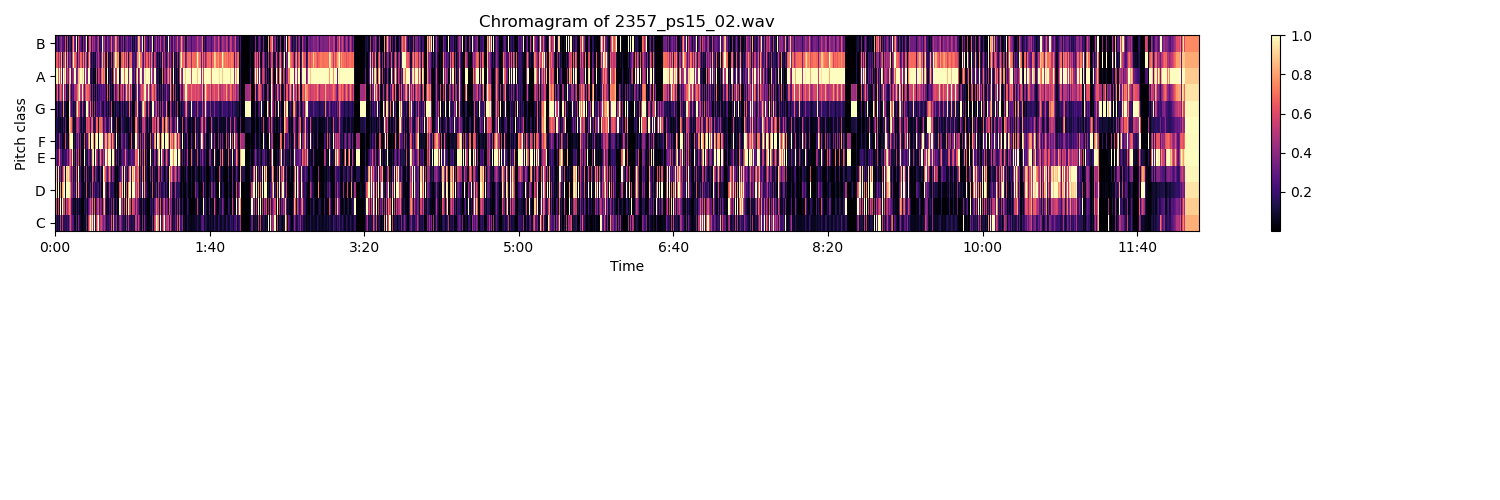 Chromagram of 2357_ps15_02.wav
Pitch class
B
A
G
F
E
D
C
0:00 1:40 3:20 5:00 6:40 8:20 10:00 11:40
Time
1.0
0.8
0.6
0.4
0.2